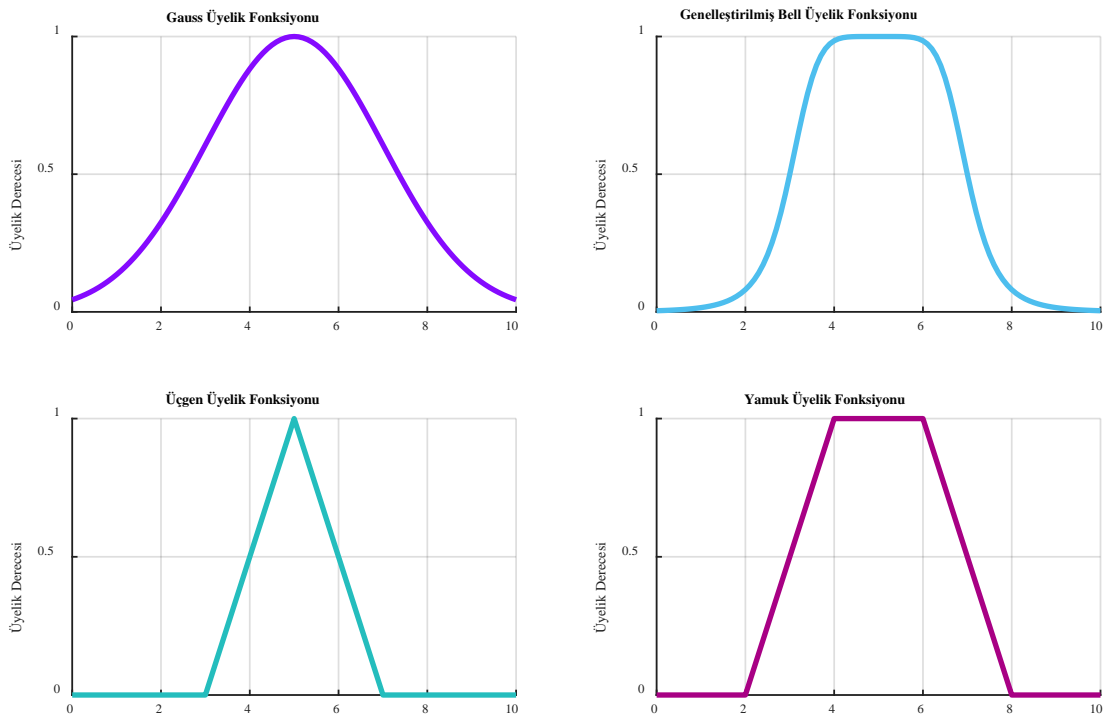 Gauss Üyelik Fonksiyonu
1
0.5
0
Üyelik Derecesi
0 2 4 6 8 10
Genelleştirilmiş Bell Üyelik Fonksiyonu
1
0.5
0
Üyelik Derecesi
0 2 4 6 8 10
Üçgen Üyelik Fonksiyonu
1
0.5
0
Üyelik Derecesi
0 2 4 6 8 10
Yamuk Üyelik Fonksiyonu
1
0.5
0
Üyelik Derecesi
0 2 4 6 8 10